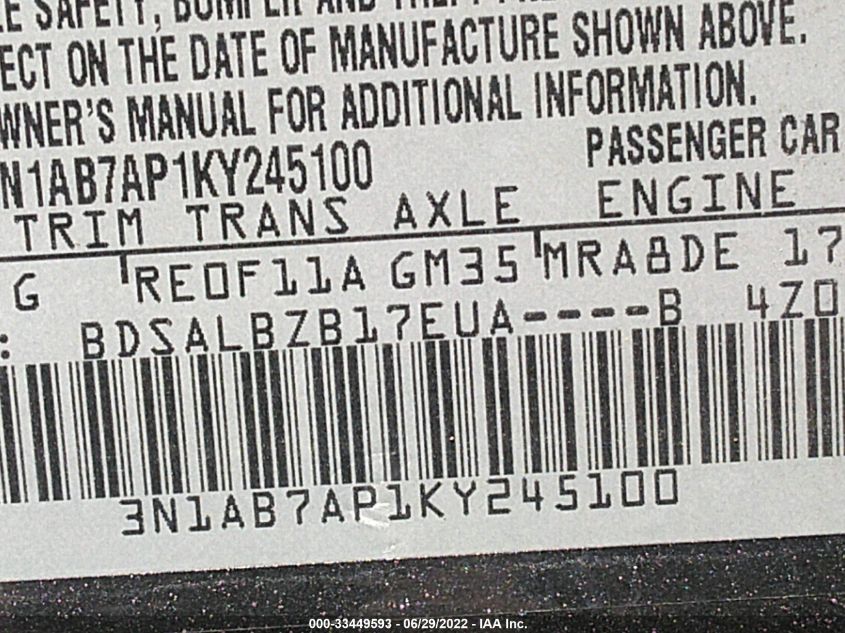 SAFETY, BUMPER AND
ECT ON THE DATE OF MANUFACTURE SHOWN ABOVE.
WNER'S MANUAL FOR ADDITIONAL INFORMATION.
N1AB7AP1KY245100 PASSENGER CAR
TRIM TRANS AXLE ENGINE
G RE0F11A GM35 MRA8DE 17
: BDSALBZB17EUA----B 4Z0
3N1AB7AP1KY245100
000-33449593 - 06/29/2022 - IAA Inc.